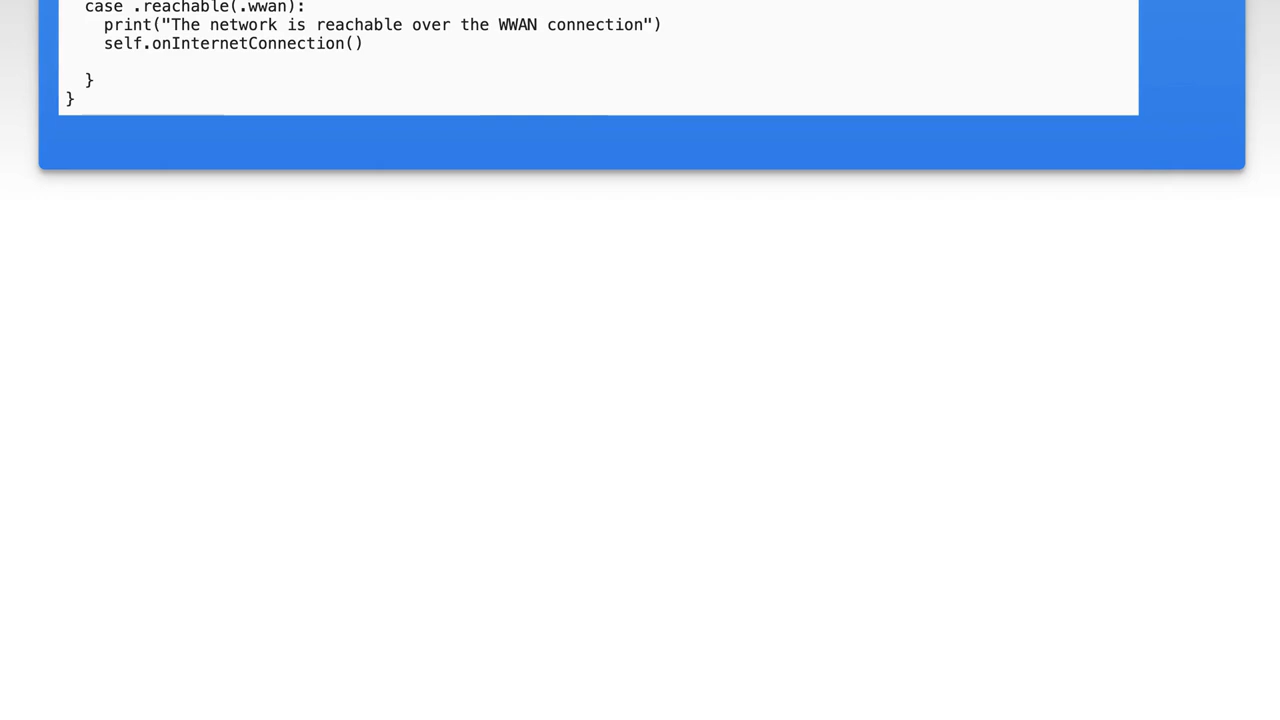 case .reachable(.wwan):
print("The network is reachable over the WWAN connection")
self.onInternetConnection()
}
}